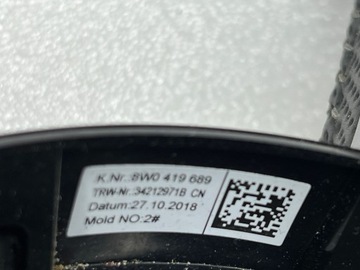 K.Nr.:8W0 419 689
TRW-Nr.:34212971B CN
Datum:27.10.2018
Mold NO:2#